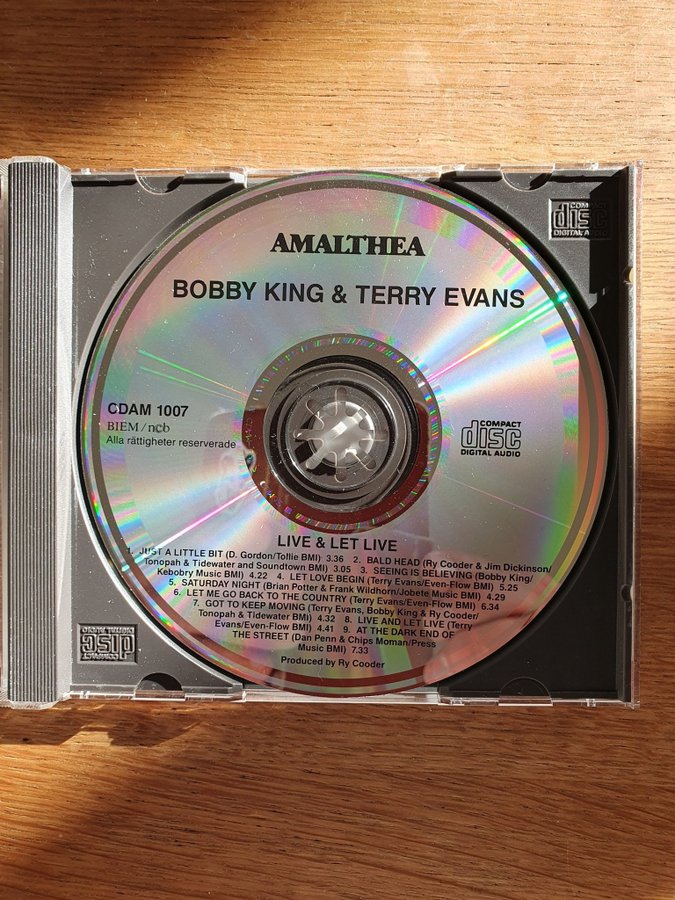 COMPACT
disc
DIGITAL AUDIO
AMALTHEA
BOBBY KING & TERRY EVANS
CDAM 1007
BIEM/ncb
Alla rättigheter reserverade
COMPACT
disc
DIGITAL AUDIO
LIVE & LET LIVE
1. JUST A LITTLE BIT (D. Gordon/Tollie BMI) 3.36 2. BALD HEAD (Ry Cooder & Jim Dickinson/
Tonopah & Tidewater and Soundtown BMI) 3.05 3. SEEING IS BELIEVING (Bobby King/
Kebobry Music BMI) 4.22 4. LET LOVE BEGIN (Terry Evans/Even-Flow BMI) 5.25
5. SATURDAY NIGHT (Brian Potter & Frank Wildhorn/Jobete Music BMI) 4.29
6. LET ME GO BACK TO THE COUNTRY (Terry Evans/Even-Flow BMI) 6.34
7. GOT TO KEEP MOVING (Terry Evans, Bobby King & Ry Cooder/
Tonopah & Tidewater BMI) 4.32 8. LIVE AND LET LIVE (Terry
Evans/Even-Flow BMI) 4.41 9. AT THE DARK END OF
THE STREET (Dan Penn & Chips Moman/Press
Music BMI) 7.33
Produced by Ry Cooder
COMPACT
disc
DIGITAL AUDIO